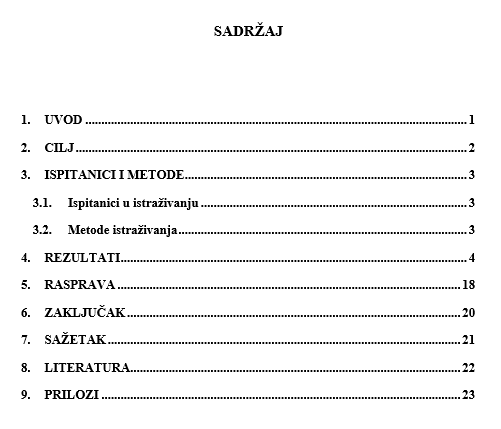 SADRŽAJ
1. UVOD ........ 1
2. CILJ ........ 2
3. ISPITANICI I METODE ........ 3
3.1. Ispitanici u istraživanju ........ 3
3.2. Metode istraživanja ........ 3
4. REZULTATI ........ 4
5. RASPRAVA ........ 18
6. ZAKLJUČAK ........ 20
7. SAŽETAK ........ 21
8. LITERATURA ........ 22
9. PRILOZI ........ 23